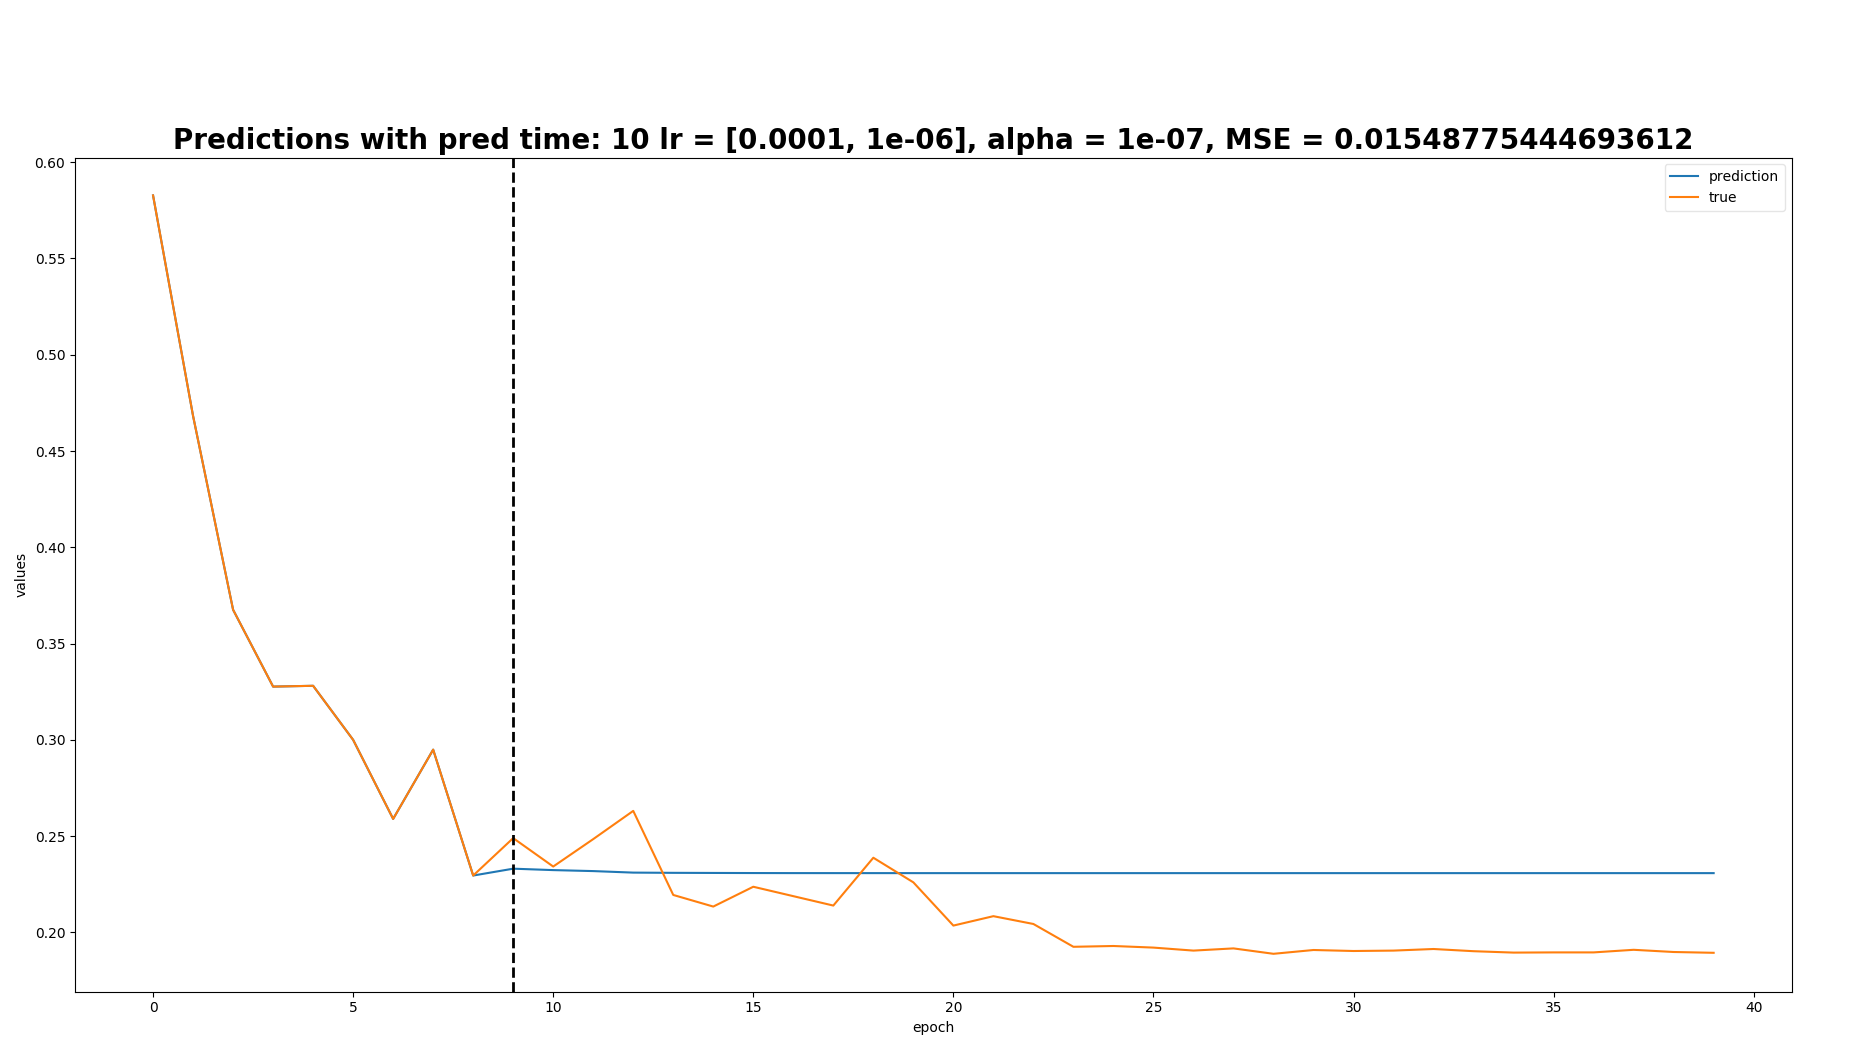 Predictions with pred time: 10 lr = [0.0001, 1e-06], alpha = 1e-07, MSE = 0.01548775444693612
prediction
true
values
0.60
0.55
0.50
0.45
0.40
0.35
0.30
0.25
0.20
0 5 10 15 20 25 30 35 40
epoch